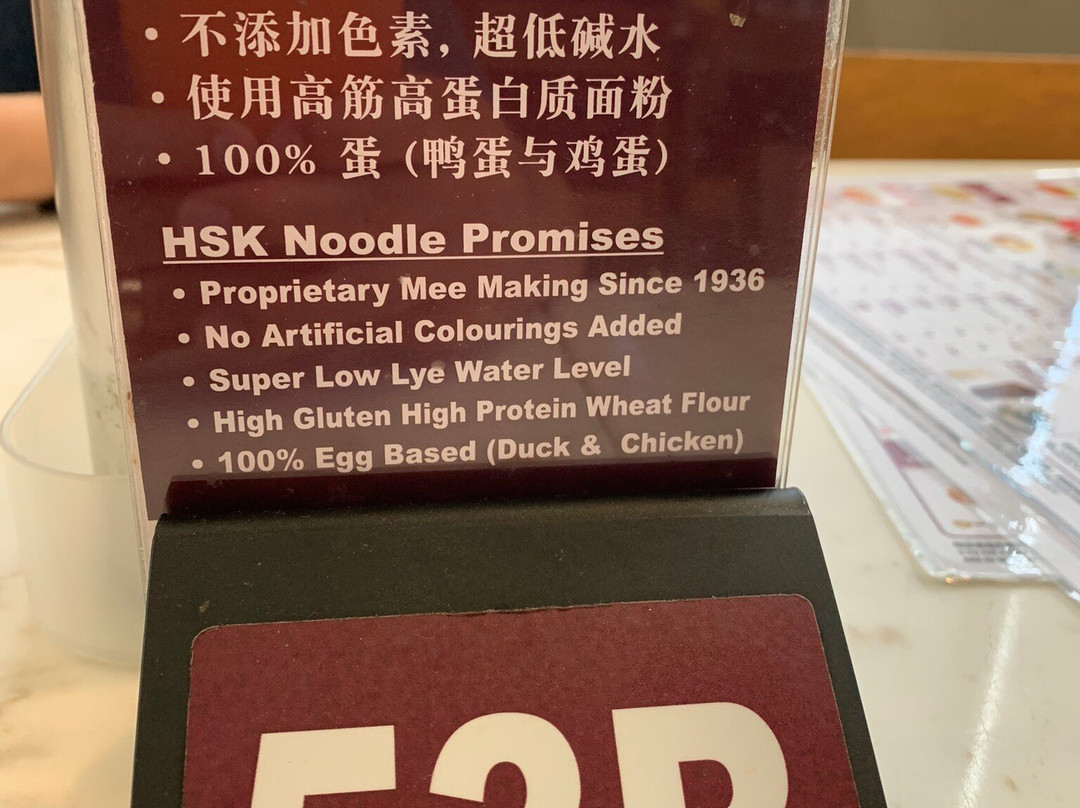 • 不添加色素，超低碱水
• 使用高筋高蛋白质面粉
• 100% 蛋 (鸭蛋与鸡蛋)
HSK Noodle Promises
• Proprietary Mee Making Since 1936
• No Artificial Colourings Added
• Super Low Lye Water Level
• High Gluten High Protein Wheat Flour
• 100% Egg Based (Duck & Chicken)